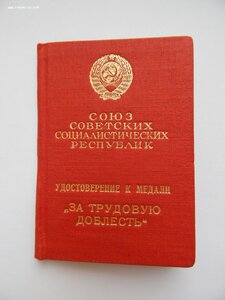 СОЮЗ
СОВЕТСКИХ
СОЦИАЛИСТИЧЕСКИХ
РЕСПУБЛИК
УДОСТОВЕРЕНИЕ К МЕДАЛИ
„ЗА ТРУДОВУЮ
ДОБЛЕСТЬ“